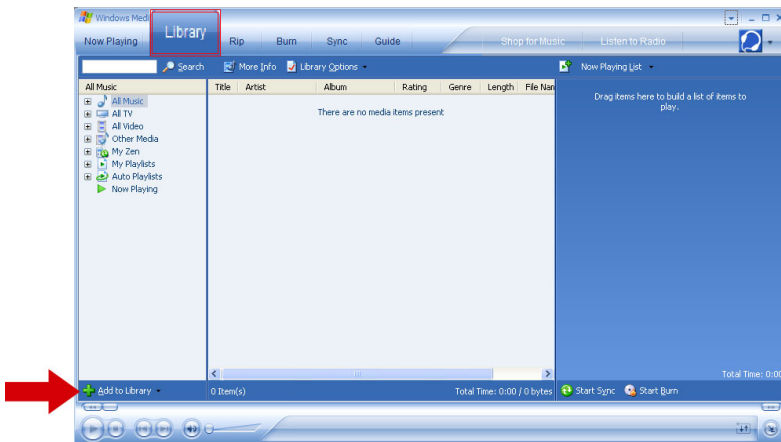 Windows Medi
Now Playing Library Rip Burn Sync Guide Shop for Music Listen to Radio
Search More Info Library Options Now Playing List
All Music Title Artist Album Rating Genre Length File Nan
All Music
All TV
All Video
Other Media
My Zen
My Playlists
Auto Playlists
Now Playing
There are no media items present
Drag items here to build a list of items to
play.
Total Time: 0:00
Add to Library 0 Item(s) Total Time: 0:00 / 0 bytes Start Sync Start Burn